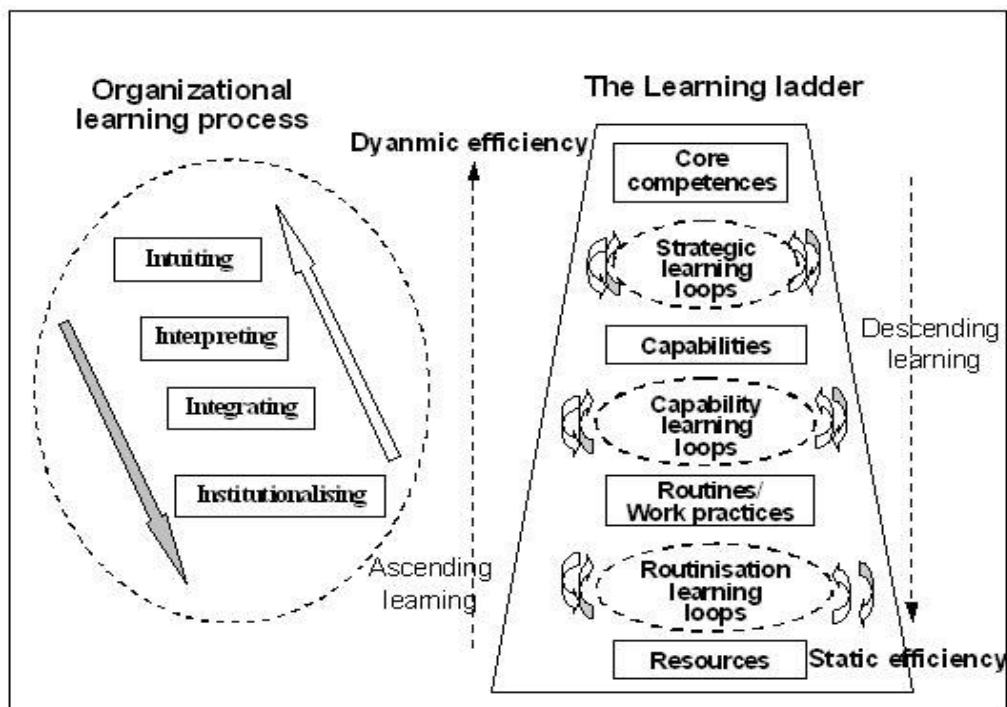 Organizational
learning process
Intuiting
Interpreting
Integrating
Institutionalising
Dyanmic efficiency
Ascending
learning
The Learning ladder
Core
competences
Strategic
learning
loops
Capabilities
Capability
learning
loops
Routines/
Work practices
Routinisation
learning
loops
Resources
Descending
learning
Static efficiency